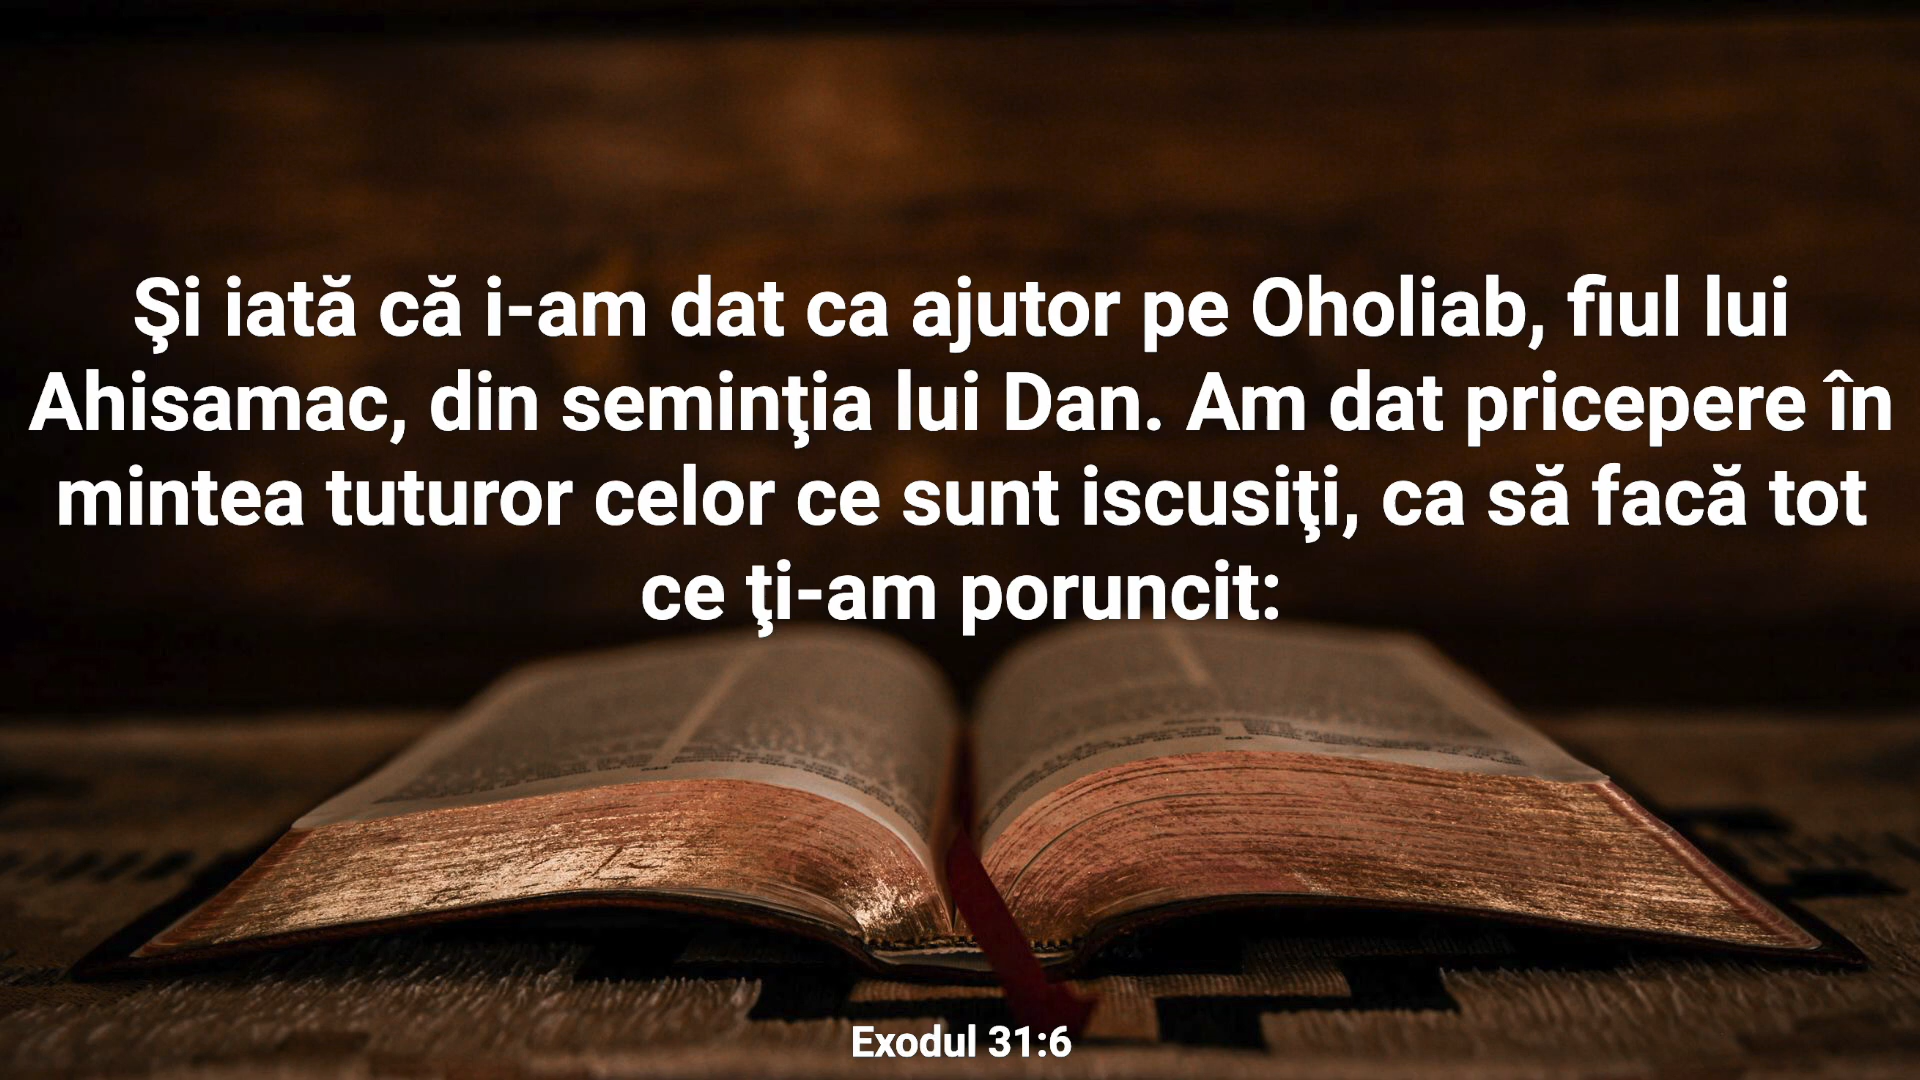 Şi iată că i-am dat ca ajutor pe Oholiab, fiul lui
Ahisamac, din seminţia lui Dan. Am dat pricepere în
mintea tuturor celor ce sunt iscusiţi, ca să facă tot
ce ţi-am poruncit:
Exodul 31:6